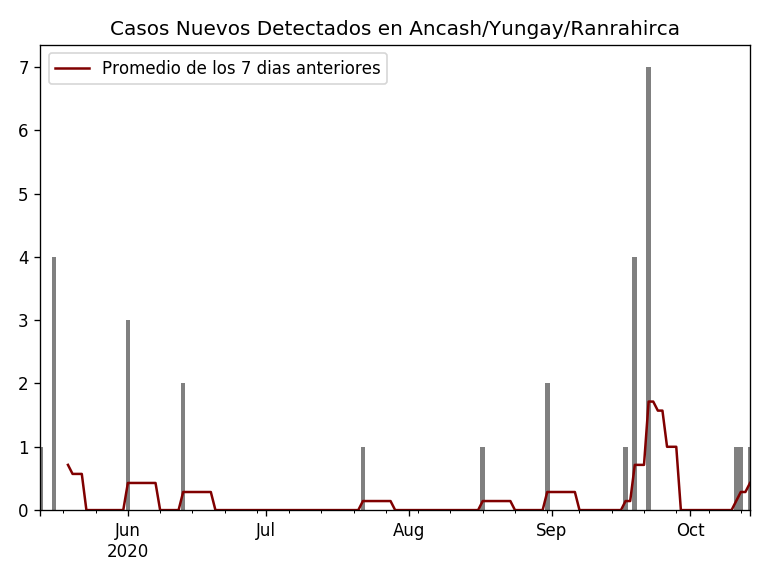 Casos Nuevos Detectados en Ancash/Yungay/Ranrahirca
Promedio de los 7 dias anteriores
7
6
5
4
3
2
1
0
Jun
2020
Jul
Aug
Sep
Oct